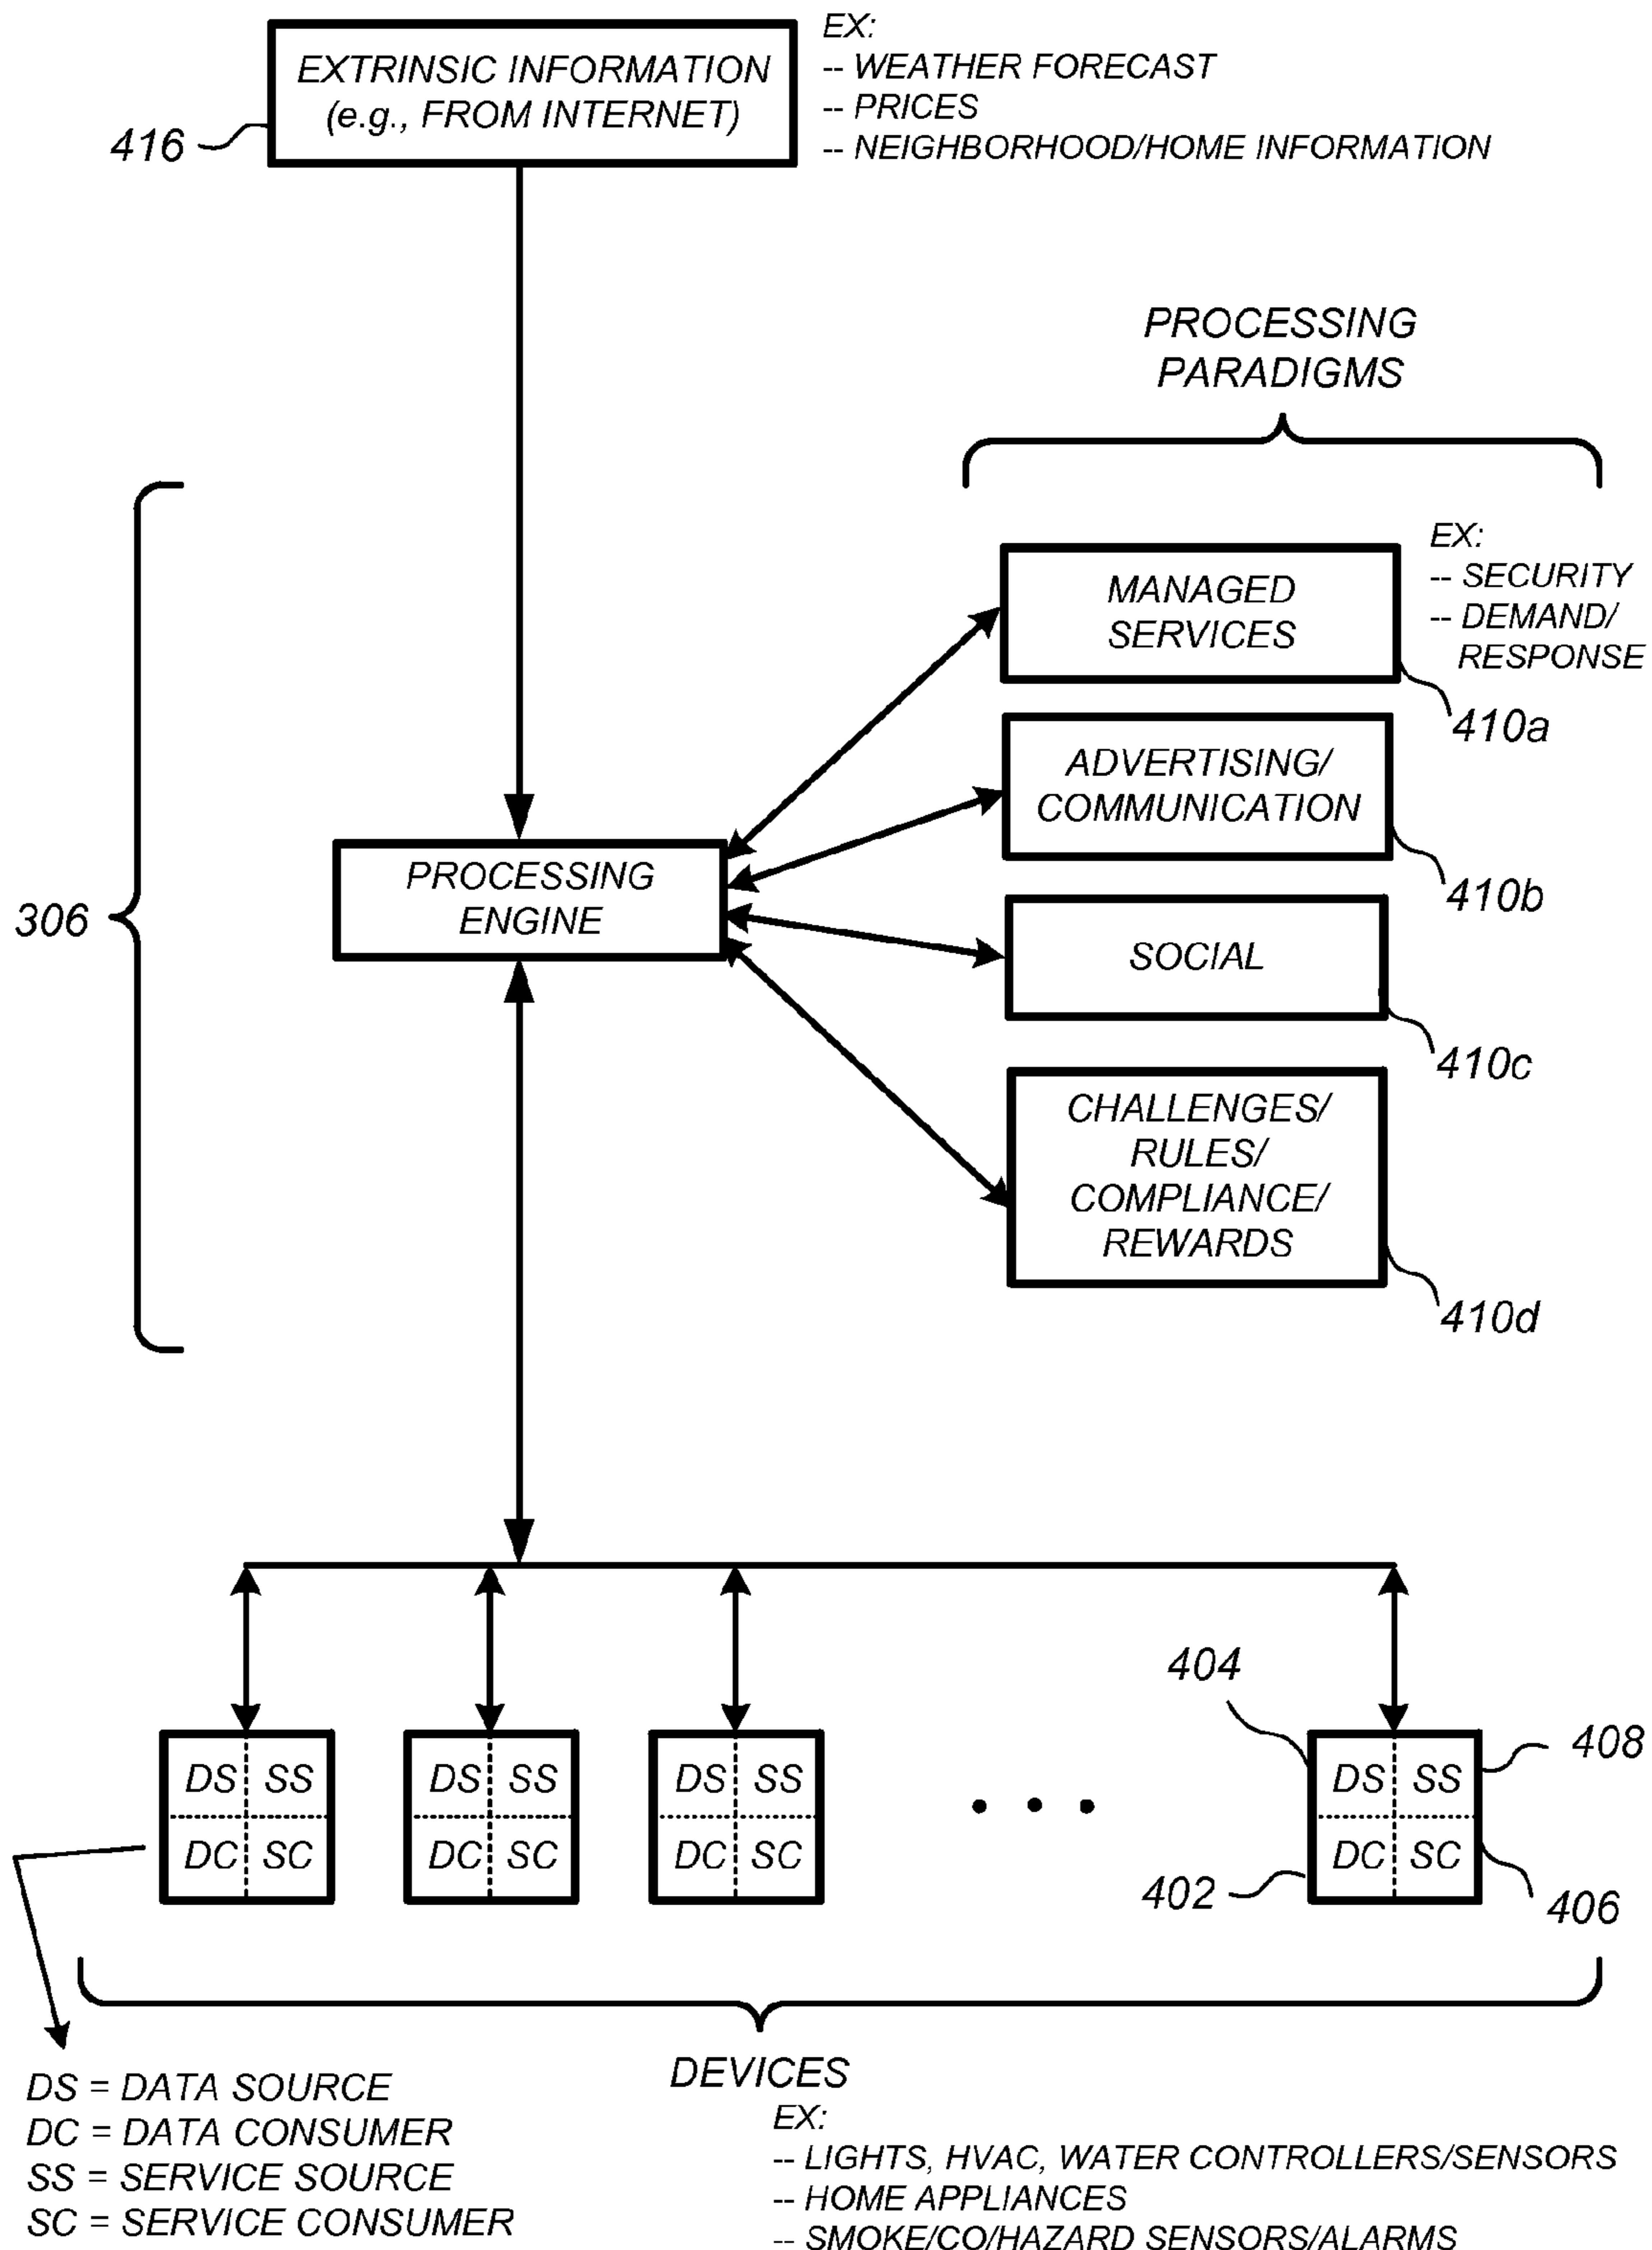 EXTRINSIC INFORMATION
(e.g., FROM INTERNET)
416
EX:
-- WEATHER FORECAST
-- PRICES
-- NEIGHBORHOOD/HOME INFORMATION
PROCESSING
PARADIGMS
306
PROCESSING
ENGINE
MANAGED
SERVICES
EX:
-- SECURITY
-- DEMAND/
RESPONSE
410a
ADVERTISING/
COMMUNICATION
410b
SOCIAL
410c
CHALLENGES/
RULES/
COMPLIANCE/
REWARDS
410d
DS SS
DC SC
DS SS
DC SC
DS SS
DC SC
. . .
404
DS SS
DC SC
408
402
406
DS = DATA SOURCE
DC = DATA CONSUMER
SS = SERVICE SOURCE
SC = SERVICE CONSUMER
DEVICES
EX:
-- LIGHTS, HVAC, WATER CONTROLLERS/SENSORS
-- HOME APPLIANCES
-- SMOKE/CO/HAZARD SENSORS/ALARMS